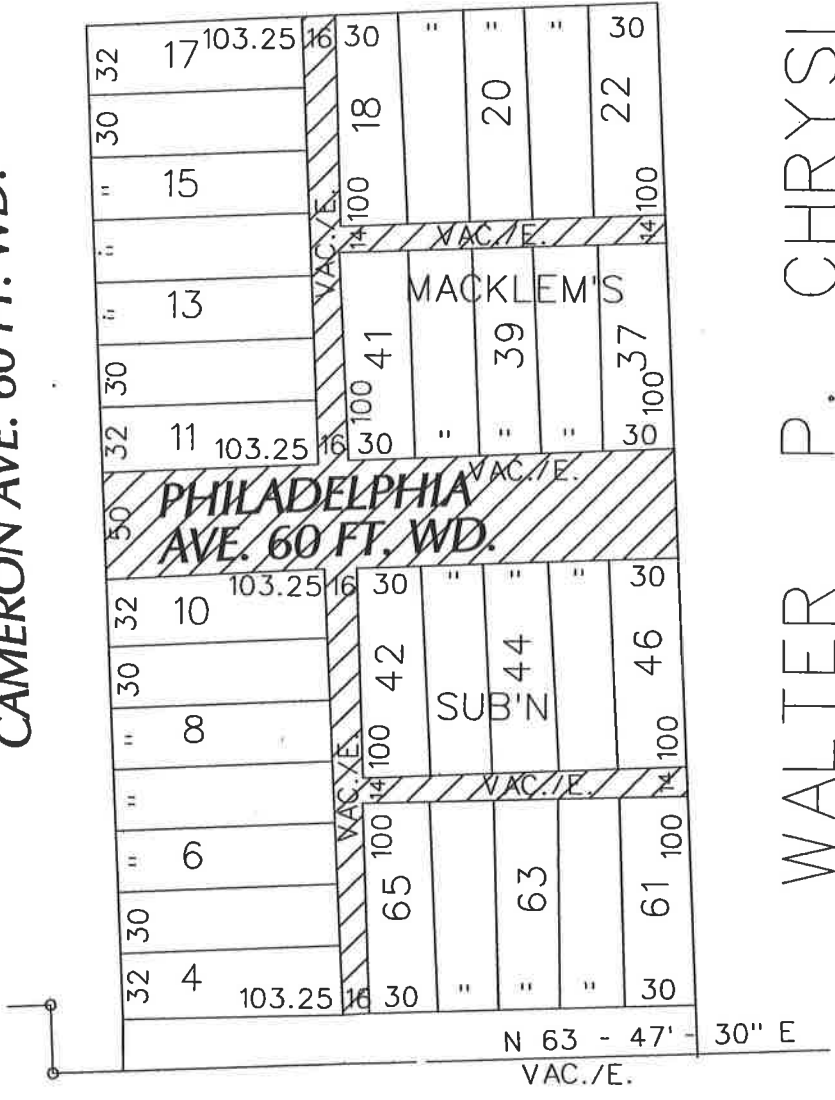 CAMERON AVE. 60 FT. WD.
32 17 103.25 16 30 " " " 30
30 18 20 22
" 15
100 100
" VAC./E. 14 VAC./E. 14
" 13 MACKLEM'S
41 39 37
30 100 100
32 11 103.25 16 30 " " " 30
VAC./E.
50 PHILADELPHIA
AVE. 60 FT. WD.
103.25 16 30 " " " 30
32 10
30 42 44 46
" 8 SUB'N
100 100
" VAC./E. 14 VAC./E. 14
" 6 100 100
65 63 61
30
32 4 103.25 16 30 " " " 30
N 63 - 47' - 30" E
VAC./E.
WALTER P. CHRYSL